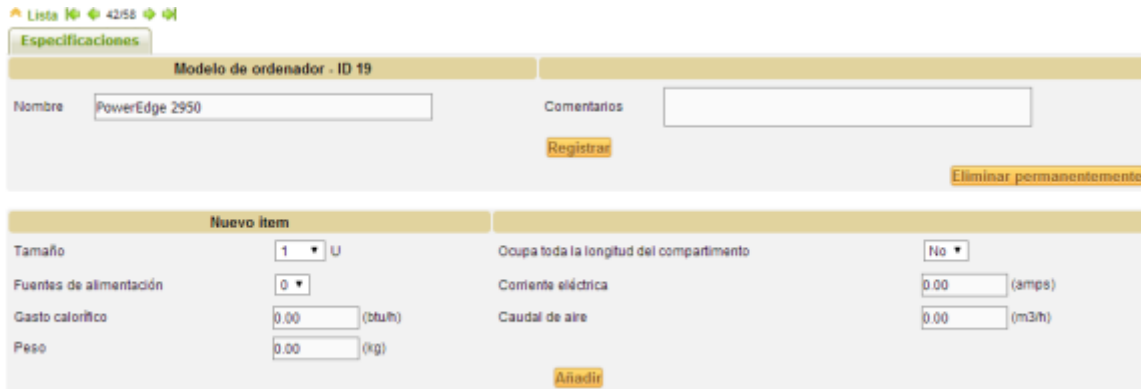 Lista 42/58
Especificaciones
Modelo de ordenador - ID 19
Nombre PowerEdge 2950 Comentarios
Registrar
Eliminar permanentemente
Nuevo item
Tamaño 1 U Ocupa toda la longitud del compartimento No
Fuentes de alimentación 0 Corriente eléctrica 0.00 (amps)
Gasto calorífico 0.00 (btu/h) Caudal de aire 0.00 (m3/h)
Peso 0.00 (kg)
Añadir